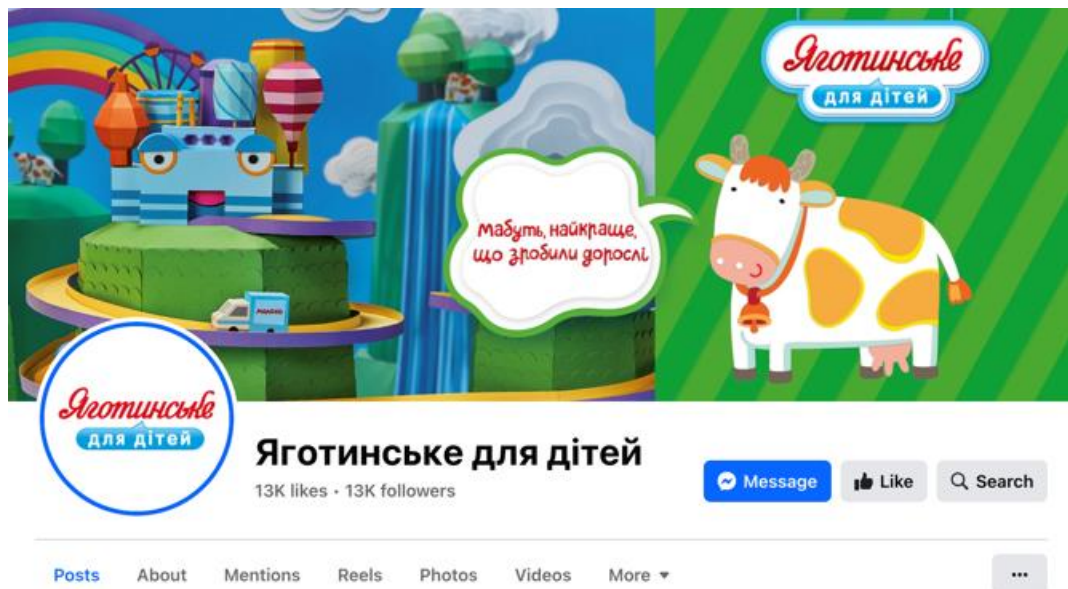 Яготинське
для дітей
мабуть, найкраще,
що зробили дорослі
молоко
Яготинське
для дітей
Яготинське для дітей
13K likes · 13K followers
Message
Like
Search
Posts
About
Mentions
Reels
Photos
Videos
More